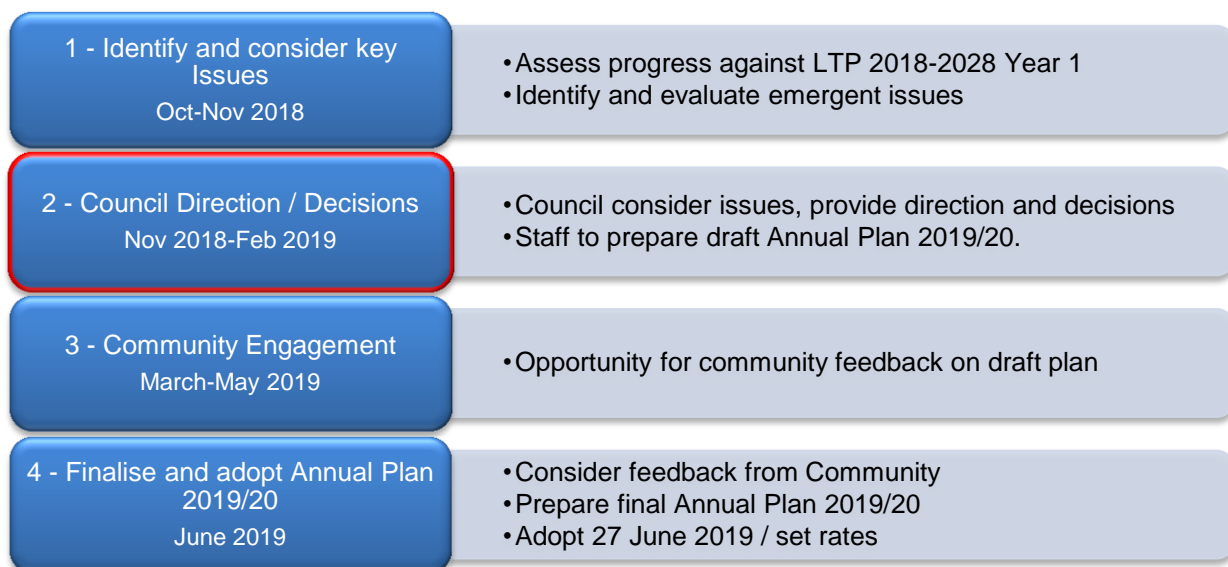 1 - Identify and consider key
Issues
Oct-Nov 2018
•Assess progress against LTP 2018-2028 Year 1
•Identify and evaluate emergent issues
2 - Council Direction / Decisions
Nov 2018-Feb 2019
•Council consider issues, provide direction and decisions
•Staff to prepare draft Annual Plan 2019/20.
3 - Community Engagement
March-May 2019
•Opportunity for community feedback on draft plan
4 - Finalise and adopt Annual Plan
2019/20
June 2019
•Consider feedback from Community
•Prepare final Annual Plan 2019/20
•Adopt 27 June 2019 / set rates